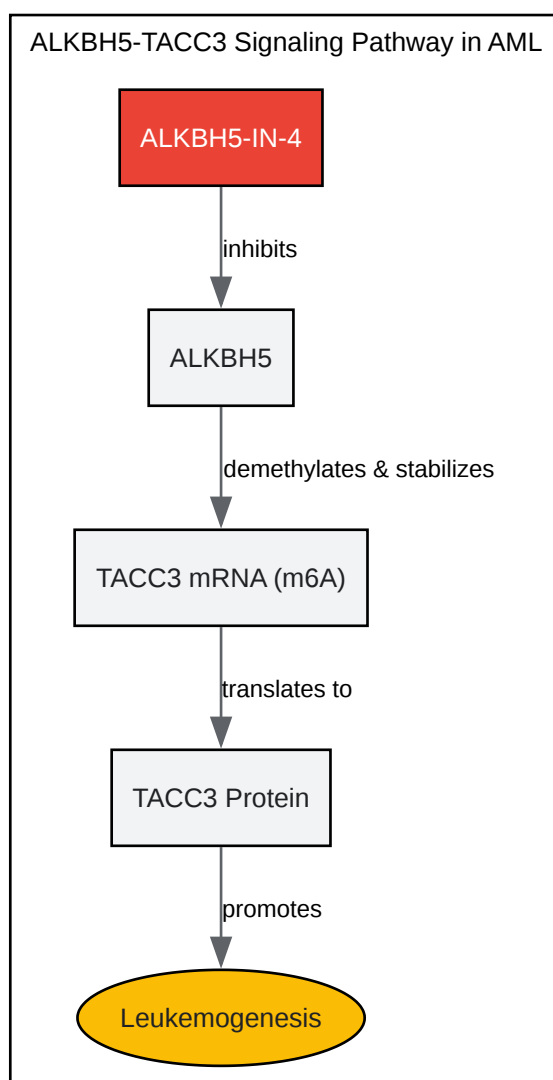 ALKBH5-TACC3 Signaling Pathway in AML
ALKBH5-IN-4
inhibits
ALKBH5
demethylates & stabilizes
TACC3 mRNA (m6A)
translates to
TACC3 Protein
promotes
Leukemogenesis